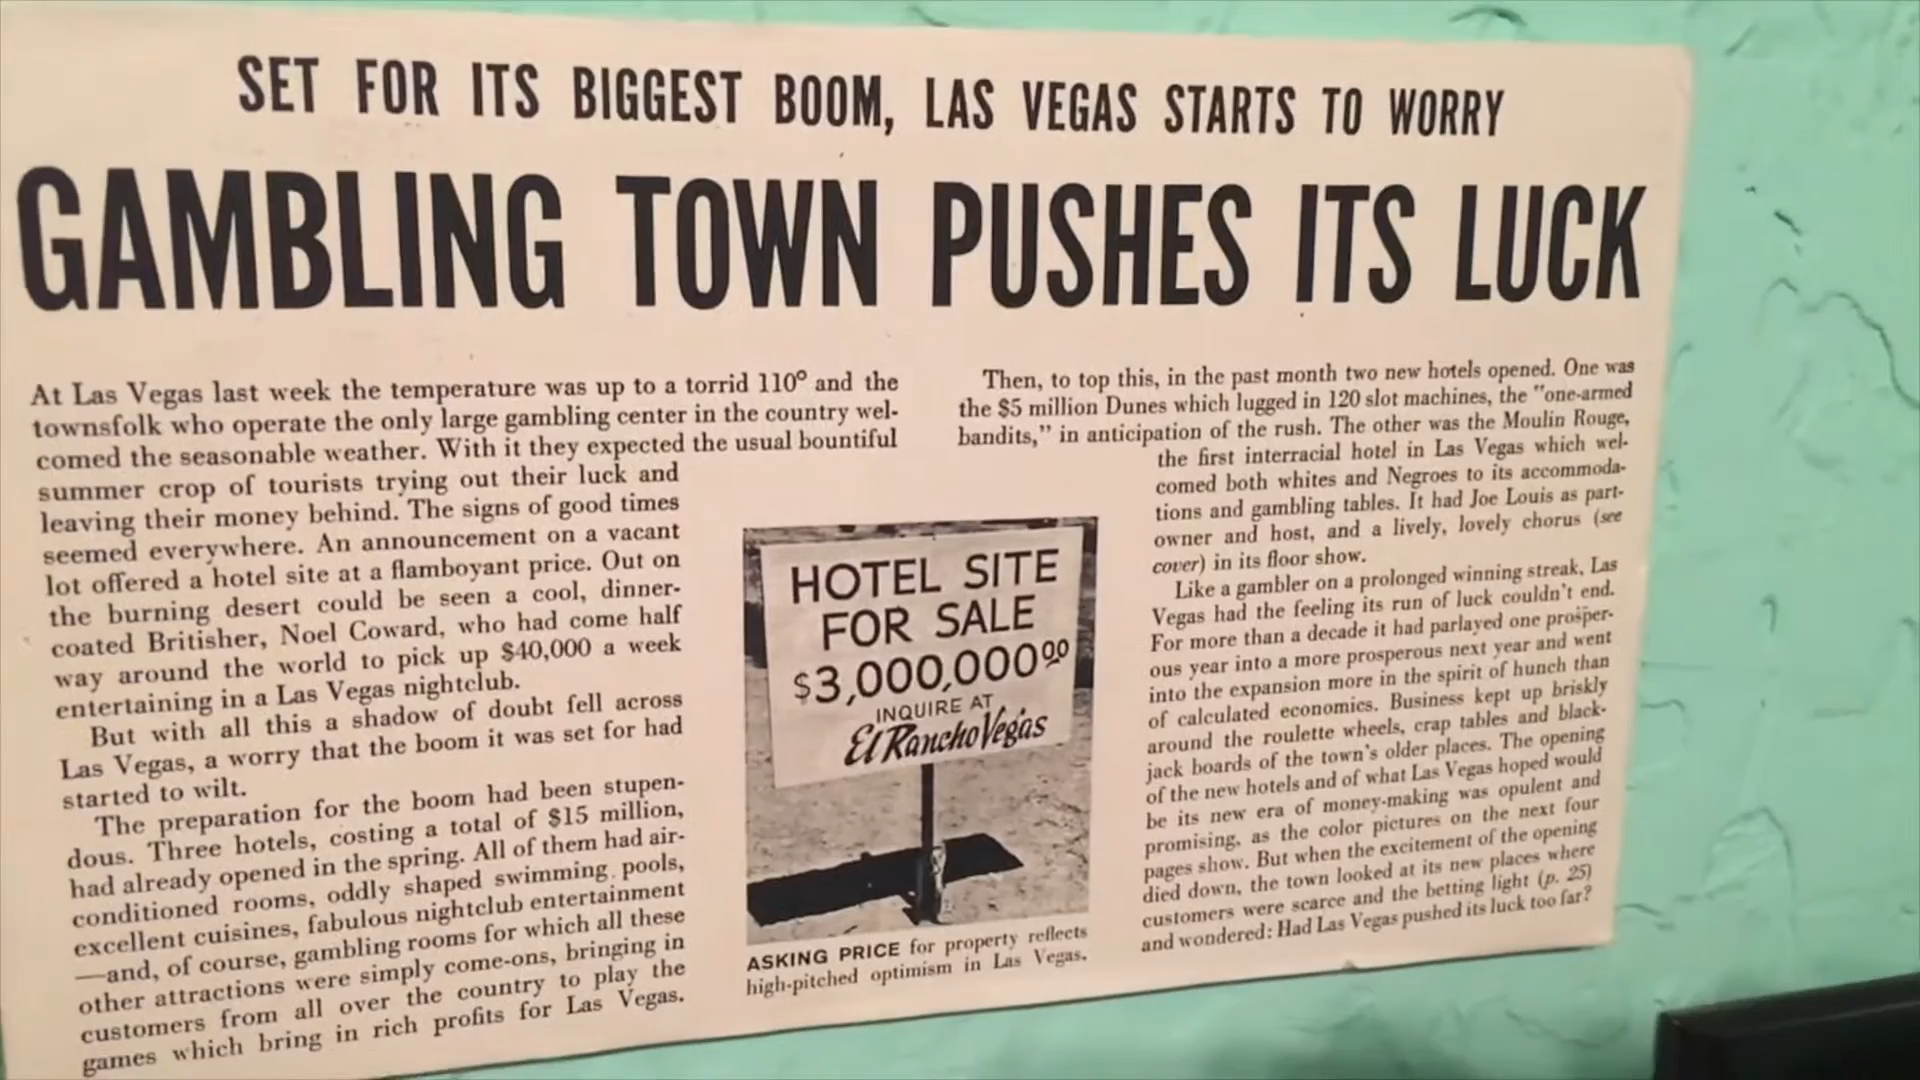 SET FOR ITS BIGGEST BOOM, LAS VEGAS STARTS TO WORRY
GAMBLING TOWN PUSHES ITS LUCK
At Las Vegas last week the temperature was up to a torrid 110° and the
townsfolk who operate the only large gambling center in the country wel-
comed the seasonable weather. With it they expected the usual bountiful
summer crop of tourists trying out their luck and
leaving their money behind. The signs of good times
seemed everywhere. An announcement on a vacant
lot offered a hotel site at a flamboyant price. Out on
the burning desert could be seen a cool, dinner-
coated Britisher, Noel Coward, who had come half
way around the world to pick up $40,000 a week
entertaining in a Las Vegas nightclub.
But with all this a shadow of doubt fell across
Las Vegas, a worry that the boom it was set for had
started to wilt.
The preparation for the boom had been stupen-
dous. Three hotels, costing a total of $15 million,
had already opened in the spring. All of them had air-
conditioned rooms, oddly shaped swimming pools,
excellent cuisines, fabulous nightclub entertainment
—and, of course, gambling rooms for which all these
other attractions were simply come-ons, bringing in
customers from all over the country to play the
games which bring in rich profits for Las Vegas.
HOTEL SITE
FOR SALE
$3,000,000.00
INQUIRE AT
El Rancho Vegas
ASKING PRICE for property reflects
high-pitched optimism in Las Vegas.
Then, to top this, in the past month two new hotels opened. One was
the $5 million Dunes which lugged in 120 slot machines, the "one-armed
bandits," in anticipation of the rush. The other was the Moulin Rouge,
the first interracial hotel in Las Vegas which wel-
comed both whites and Negroes to its accommoda-
tions and gambling tables. It had Joe Louis as part-
owner and host, and a lively, lovely chorus (see
cover) in its floor show.
Like a gambler on a prolonged winning streak, Las
Vegas had the feeling its run of luck couldn't end.
For more than a decade it had parlayed one prosper-
ous year into a more prosperous next year and went
into the expansion more in the spirit of hunch than
of calculated economics. Business kept up briskly
around the roulette wheels, crap tables and black-
jack boards of the town's older places. The opening
of the new hotels and of what Las Vegas hoped would
be its new era of money-making was opulent and
promising, as the color pictures on the next four
pages show. But when the excitement of the opening
died down, the town looked at its new places where
customers were scarce and the betting light (p. 25)
and wondered: Had Las Vegas pushed its luck too far?